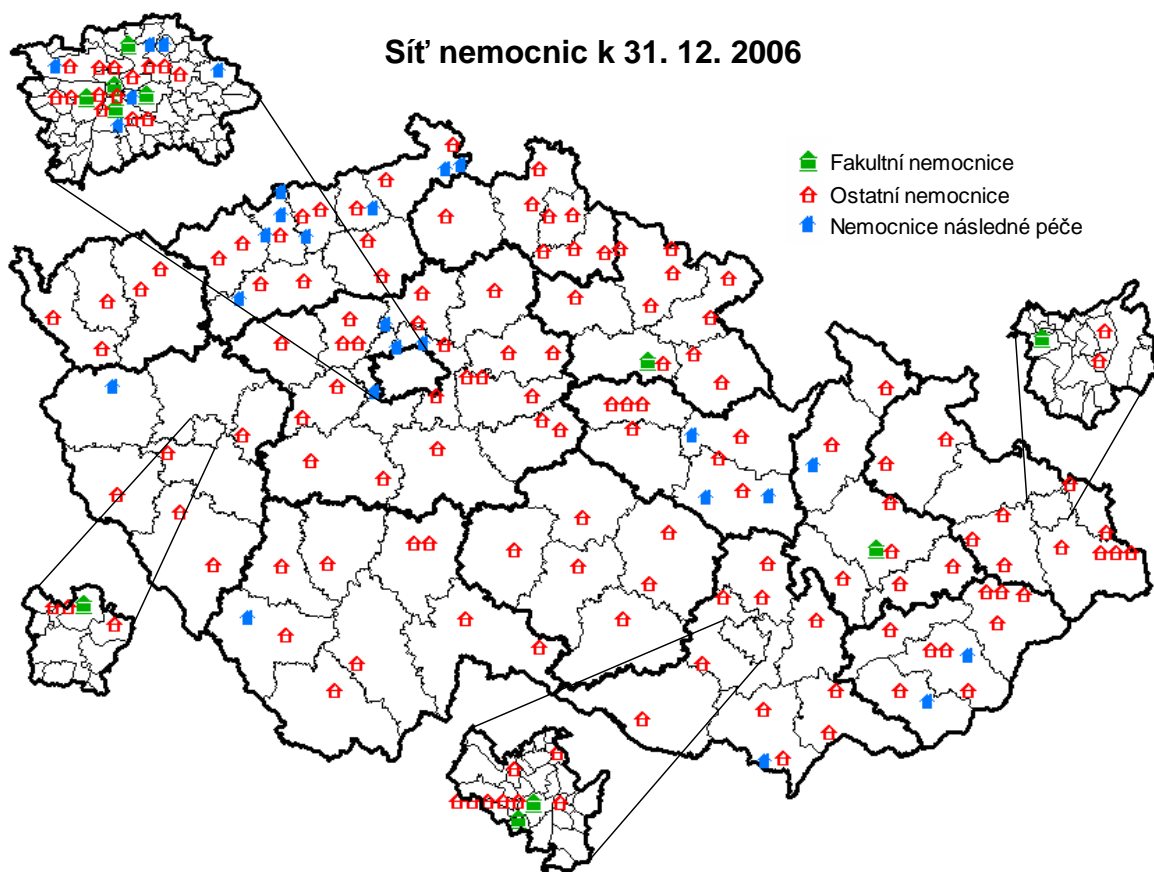 Síť nemocnic k 31. 12. 2006
Fakultní nemocnice
Ostatní nemocnice
Nemocnice následné péče